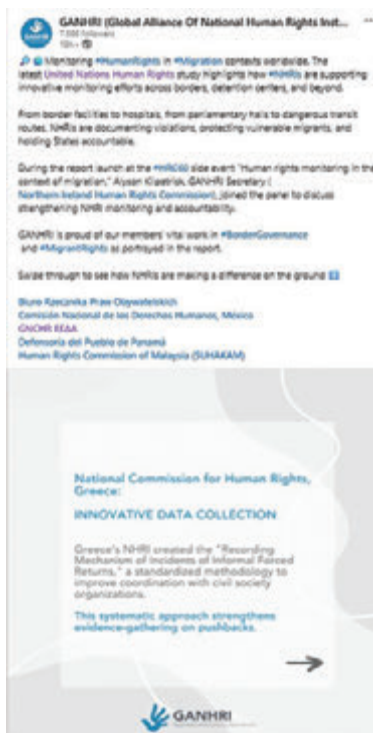 GANHRI (Global Alliance Of National Human Rights Inst...
7.000 followers
10h •
Monitoring #HumanRights in #Migration contexts worldwide. The
latest United Nations Human Rights study highlights how #NHRIs are supporting
innovative monitoring efforts across borders, detention centers, and beyond.
From border facilities to hospitals, from parliamentary halls to dangerous transit
routes. NHRIs are documenting violations, protecting vulnerable migrants, and
holding States accountable.
During the report launch at the #HRC60 side event "Human rights monitoring in the
context of migration," Alyson Kilpatrick, GANHRI Secretary (
Northern Ireland Human Rights Commission), joined the panel to discuss
strengthening NHRI monitoring and accountability.
GANHRI is proud of our members' vital work in #BorderGovernance
and #MigrantRights as portrayed in the report.
Swipe through to see how NHRIs are making a difference on the ground
Biuro Rzecznika Praw Obywatelskich
Comisión Nacional de los Derechos Humanos, México
GNCHR ΕΕΔΑ
Defensoría del Pueblo de Panamá
Human Rights Commission of Malaysia (SUHAKAM)
National Commission for Human Rights,
Greece:
INNOVATIVE DATA COLLECTION
Greece's NHRI created the "Recording
Mechanism of Incidents of Informal Forced
Returns," a standardized methodology to
improve coordination with civil society
organizations.
This systematic approach strengthens
evidence-gathering on pushbacks.
GANHRI